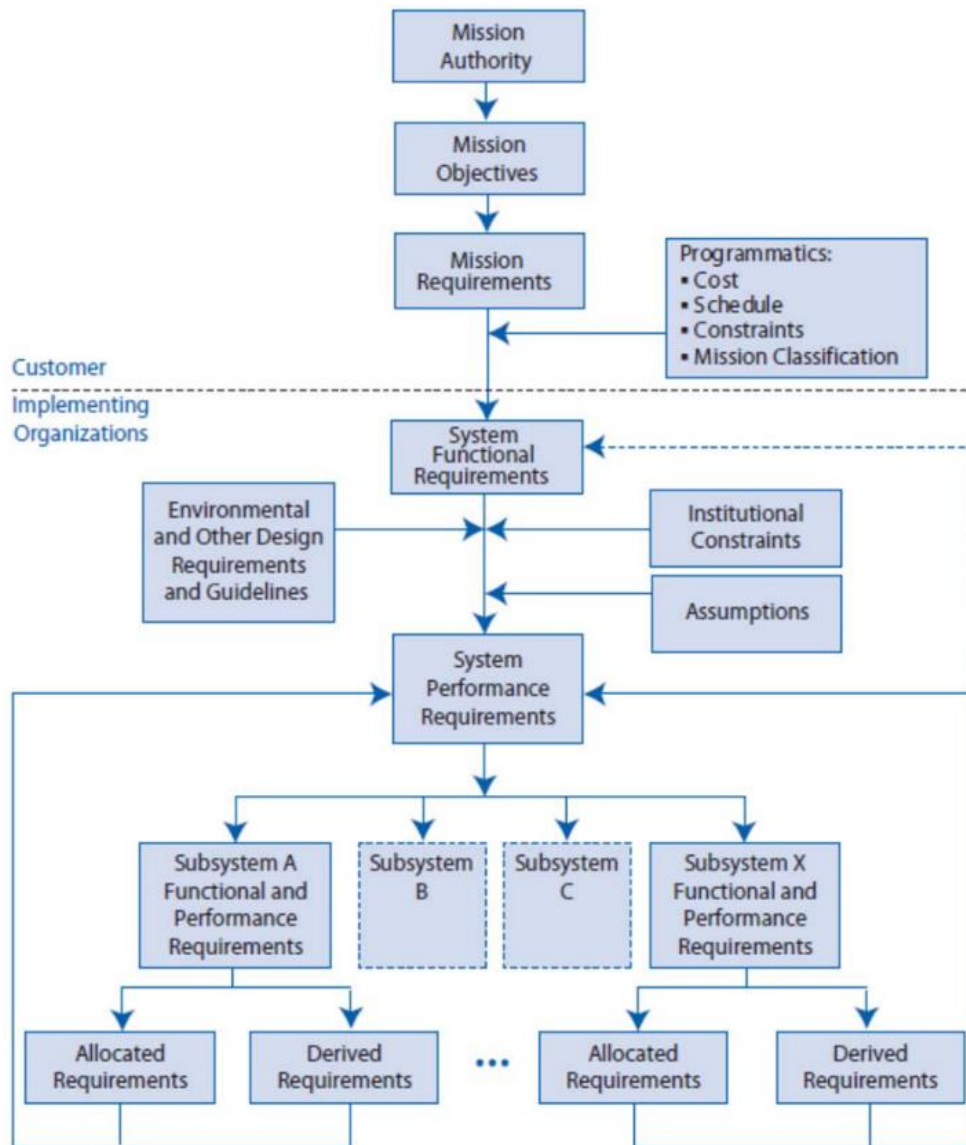 Mission
Authority
Mission
Objectives
Mission
Requirements
Programmatics:
▪ Cost
▪ Schedule
▪ Constraints
▪ Mission Classification
Customer
Implementing
Organizations
System
Functional
Requirements
Environmental
and Other Design
Requirements
and Guidelines
Institutional
Constraints
Assumptions
System
Performance
Requirements
Subsystem A
Functional and
Performance
Requirements
Subsystem
B
Subsystem
C
Subsystem X
Functional and
Performance
Requirements
Allocated
Requirements
Derived
Requirements
•••
Allocated
Requirements
Derived
Requirements